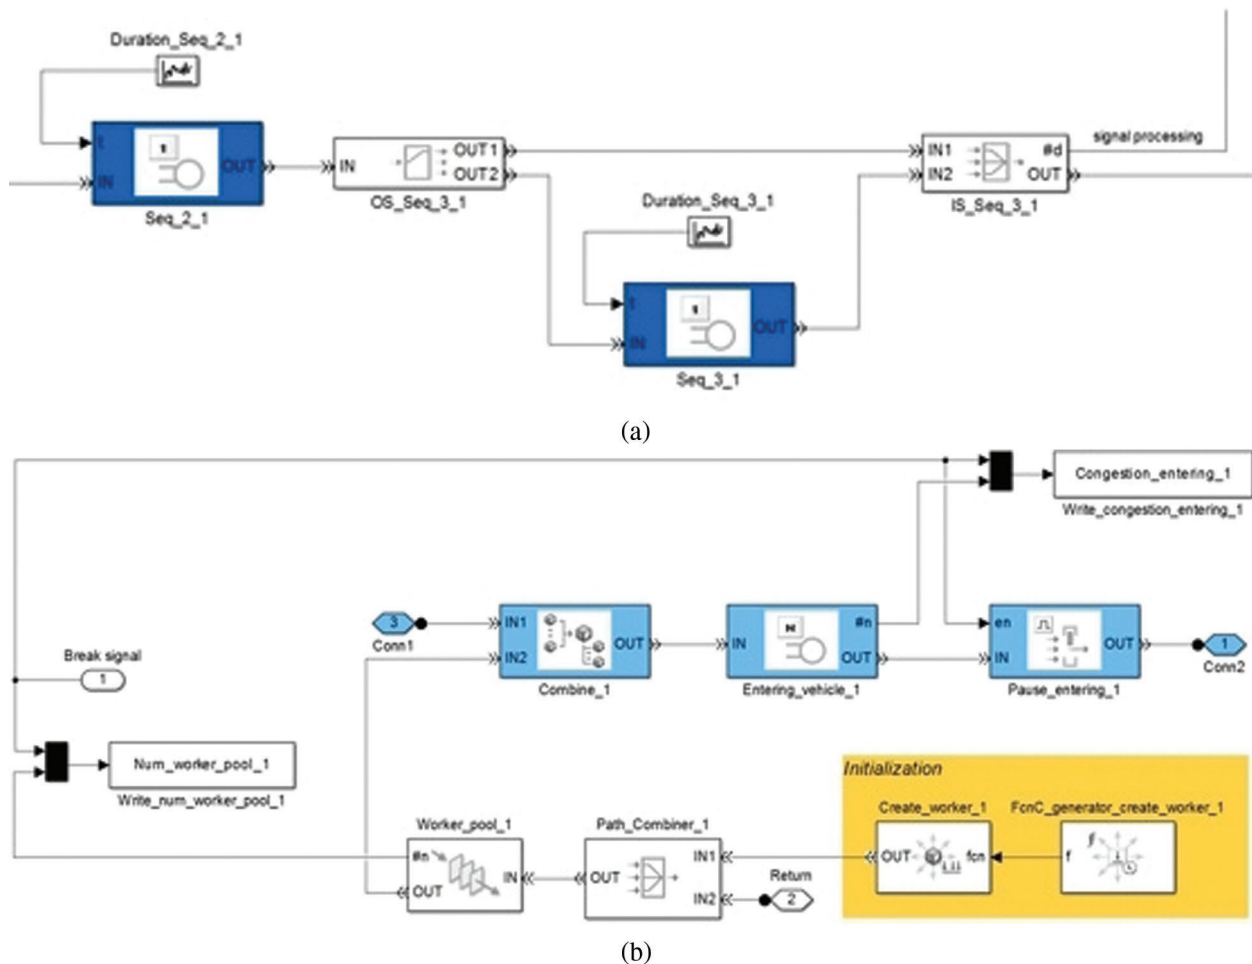 Duration_Seq_2_1
t
IN
OUT
Seq_2_1
IN
OUT1
OUT2
OS_Seq_3_1
Duration_Seq_3_1
t
IN
OUT
Seq_3_1
IN1
IN2
#d
OUT
IS_Seq_3_1
signal processing
(a)
Congestion_entering_1
Write_congestion_entering_1
3
Conn1
IN1
IN2
OUT
Combine_1
IN
N
#n
OUT
Entering_vehicle_1
en
IN
OUT
Pause_entering_1
1
Conn2
Break signal
1
Num_worker_pool_1
Write_num_worker_pool_1
Worker_pool_1
#n
OUT
IN
Path_Combiner_1
OUT
IN1
IN2
Return
2
Initialization
Create_worker_1
OUT
fcn
FcnC_generator_create_worker_1
f
(b)